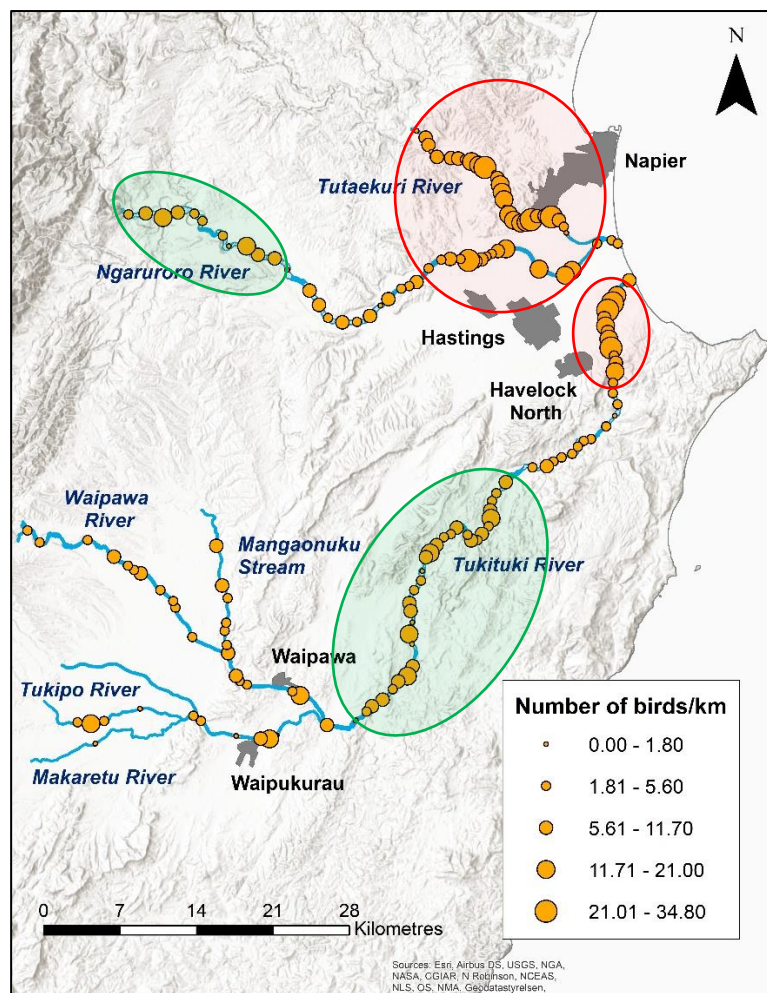 N
Napier
Tutaekuri River
Ngaruroro River
Hastings
Havelock
North
Waipawa
River
Mangaonuku
Stream
Tukituki River
Waipawa
Tukipo River
Makaretu River
Waipukurau
Number of birds/km
0.00 - 1.80
1.81 - 5.60
5.61 - 11.70
11.71 - 21.00
21.01 - 34.80
0 7 14 21 28
Kilometres
Sources: Esri, Airbus DS, USGS, NGA,
NASA, CGIAR, N Robinson, NCEAS,
NLS, OS, NMA, Geodatastyrelsen,